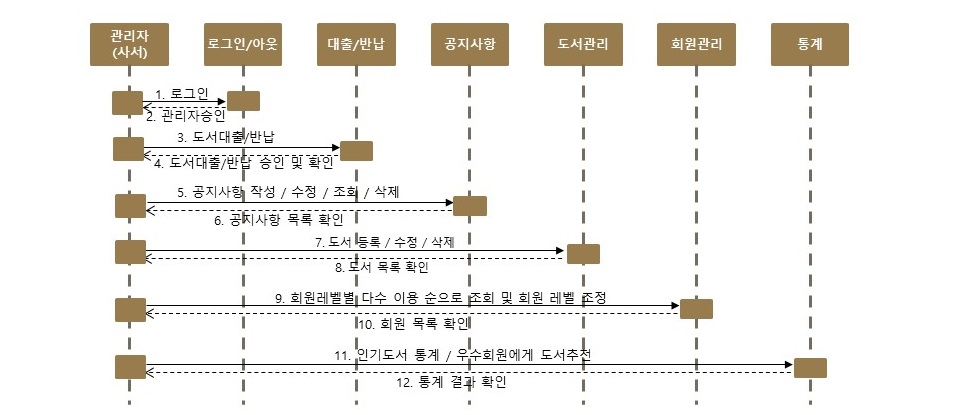 관리자
(사서)
로그인/아웃
대출/반납
공지사항
도서관리
회원관리
통계
1. 로그인
2. 관리자승인
3. 도서대출/반납
4. 도서대출/반납 승인 및 확인
5. 공지사항 작성 / 수정 / 조회 / 삭제
6. 공지사항 목록 확인
7. 도서 등록 / 수정 / 삭제
8. 도서 목록 확인
9. 회원레벨별 다수 이용 순으로 조회 및 회원 레벨 조정
10. 회원 목록 확인
11. 인기도서 통계 / 우수회원에게 도서추천
12. 통계 결과 확인